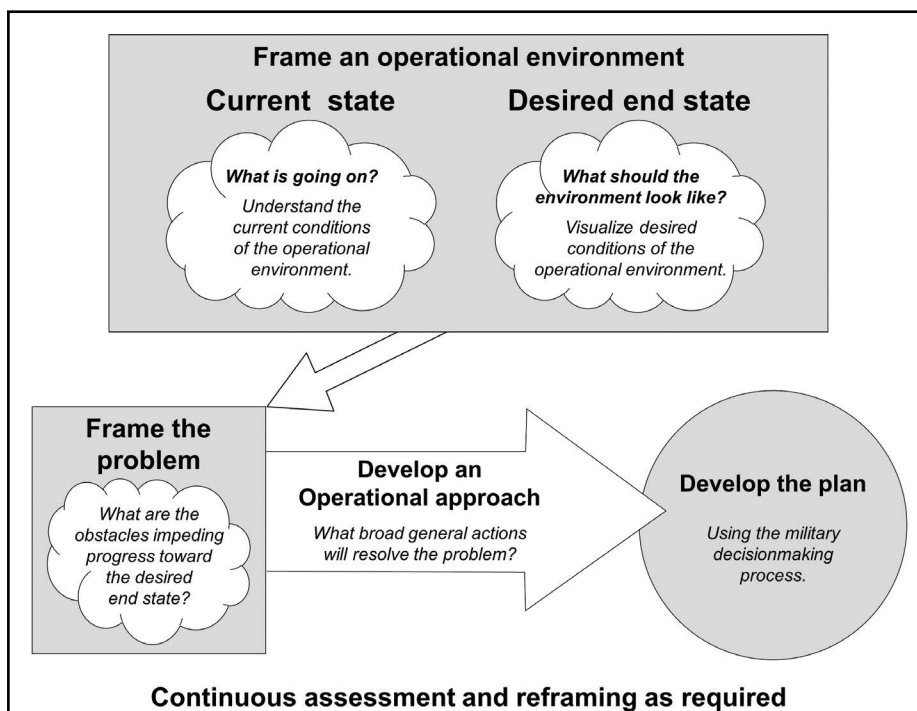 Frame an operational environment
Current state
What is going on?
Understand the
current conditions
of the operational
environment.
Desired end state
What should the
environment look like?
Visualize desired
conditions of the
operational environment.
Frame the
problem
What are the
obstacles impeding
progress toward
the desired
end state?
Develop an
Operational approach
What broad general actions
will resolve the problem?
Develop the plan
Using the military
decisionmaking
process.
Continuous assessment and reframing as required